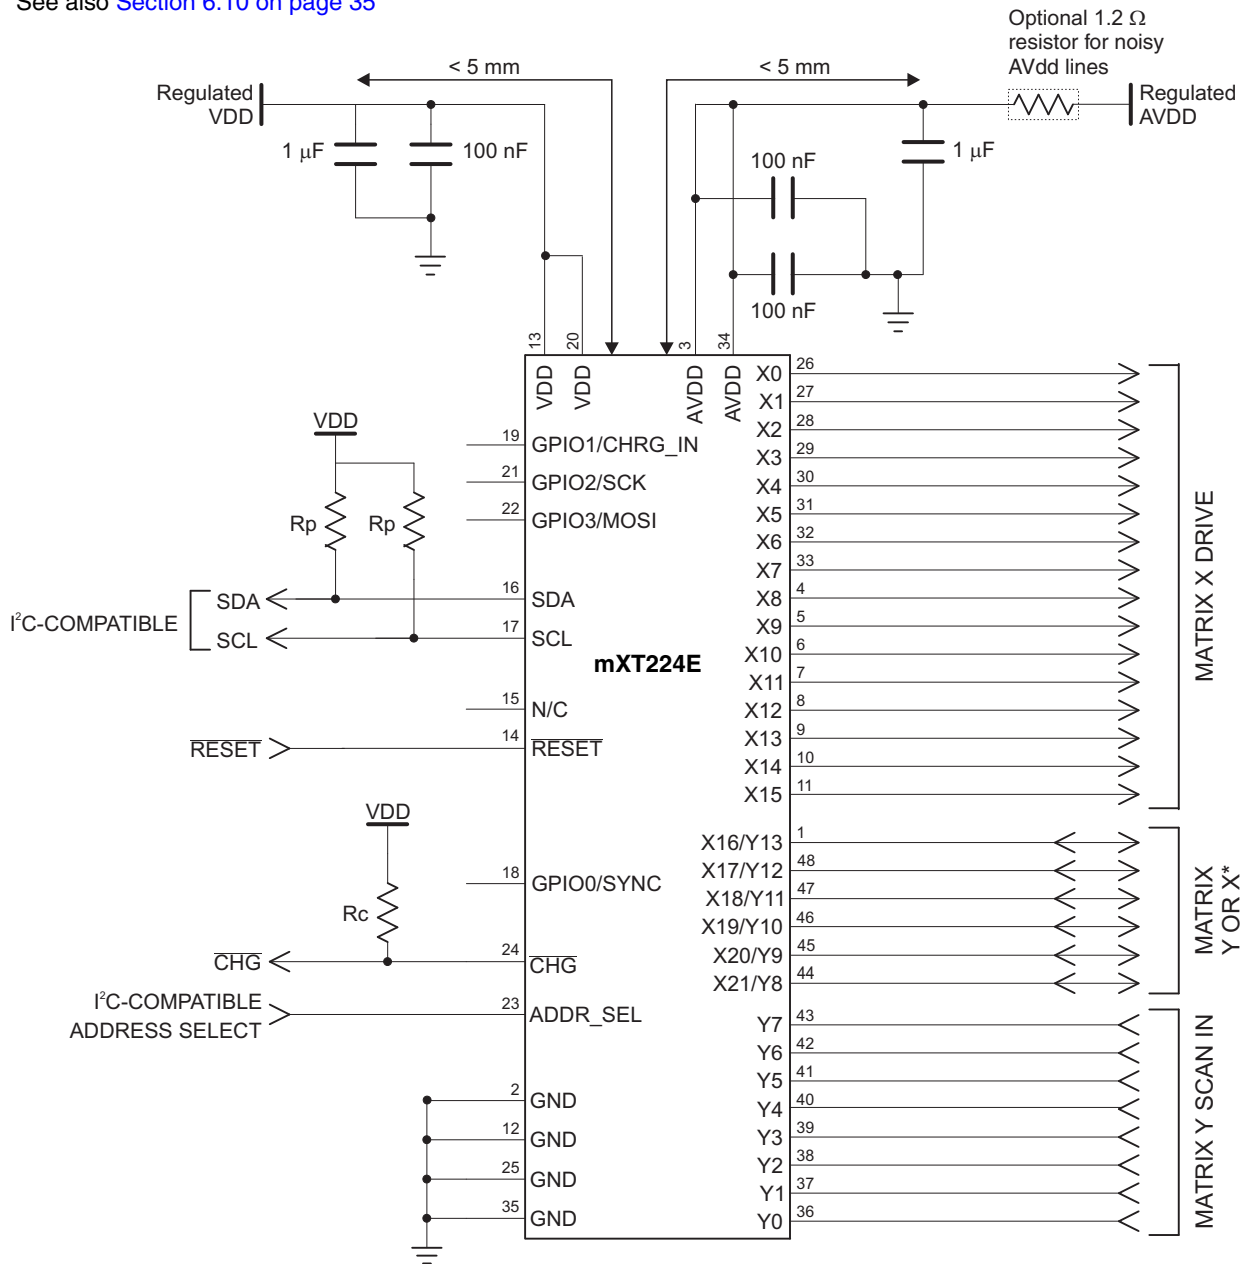 See also Section 6.10 on page 35
Optional 1.2 Ω
resistor for noisy
AVdd lines
< 5 mm
< 5 mm
Regulated
VDD
Regulated
AVDD
1 μF
100 nF
100 nF
1 μF
100 nF
13
20
3
34
VDD
VDD
AVDD
AVDD
VDD
Rp
Rp
19
GPIO1/CHRG_IN
21
GPIO2/SCK
22
GPIO3/MOSI
I²C-COMPATIBLE
SDA
16
SDA
SCL
17
SCL
mXT224E
15
N/C
RESET
14
RESET
VDD
Rc
18
GPIO0/SYNC
CHG
24
CHG
I²C-COMPATIBLE
ADDRESS SELECT
23
ADDR_SEL
2
GND
12
GND
25
GND
35
GND
X0
26
X1
27
X2
28
X3
29
X4
30
X5
31
X6
32
X7
33
X8
4
X9
5
X10
6
X11
7
X12
8
X13
9
X14
10
X15
11
MATRIX X DRIVE
X16/Y13
1
X17/Y12
48
X18/Y11
47
X19/Y10
46
X20/Y9
45
X21/Y8
44
MATRIX
Y OR X*
Y7
43
Y6
42
Y5
41
Y4
40
Y3
39
Y2
38
Y1
37
Y0
36
MATRIX Y SCAN IN